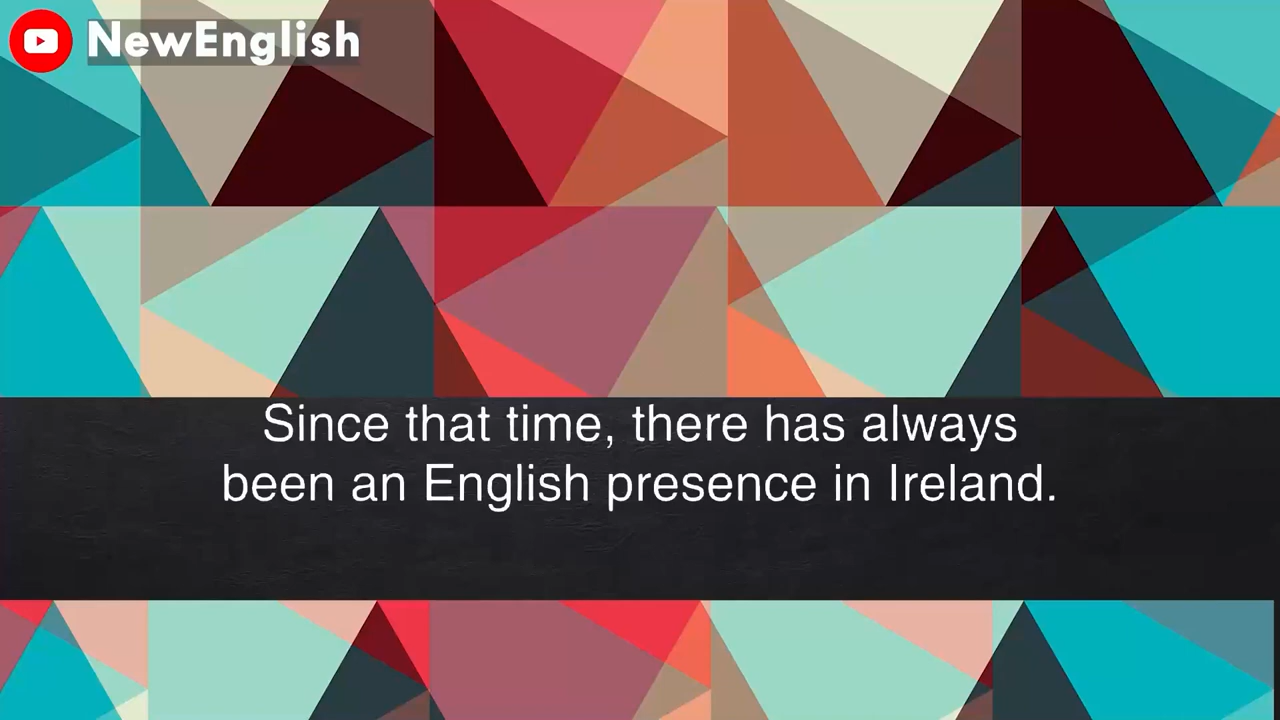 NewEnglish
Since that time, there has always
been an English presence in Ireland.